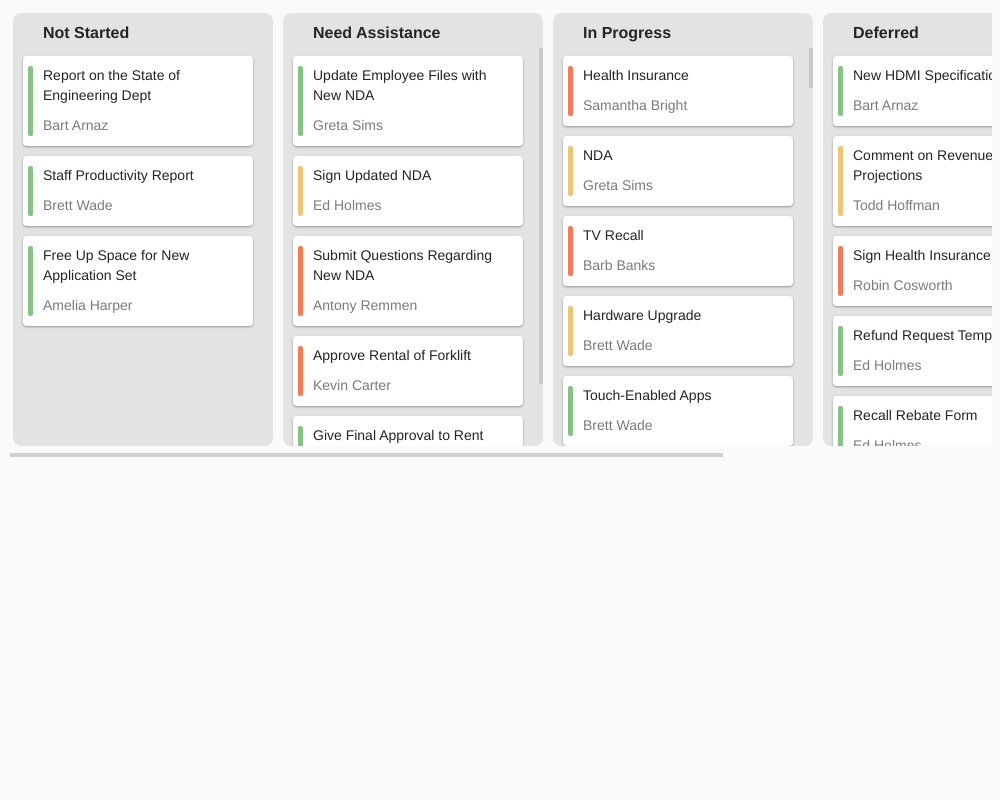 Not Started
Report on the State of
Engineering Dept
Bart Arnaz
Staff Productivity Report
Brett Wade
Free Up Space for New
Application Set
Amelia Harper
Need Assistance
Update Employee Files with
New NDA
Greta Sims
Sign Updated NDA
Ed Holmes
Submit Questions Regarding
New NDA
Antony Remmen
Approve Rental of Forklift
Kevin Carter
Give Final Approval to Rent
In Progress
Health Insurance
Samantha Bright
NDA
Greta Sims
TV Recall
Barb Banks
Hardware Upgrade
Brett Wade
Touch-Enabled Apps
Brett Wade
Deferred
New HDMI
Bart Arnaz
Comment on Revenue
Projections
Todd Hoffman
Sign Health Insurance
Robin Cosworth
Refund Request
Ed Holmes
Recall Rebate Form
Ed Holmes